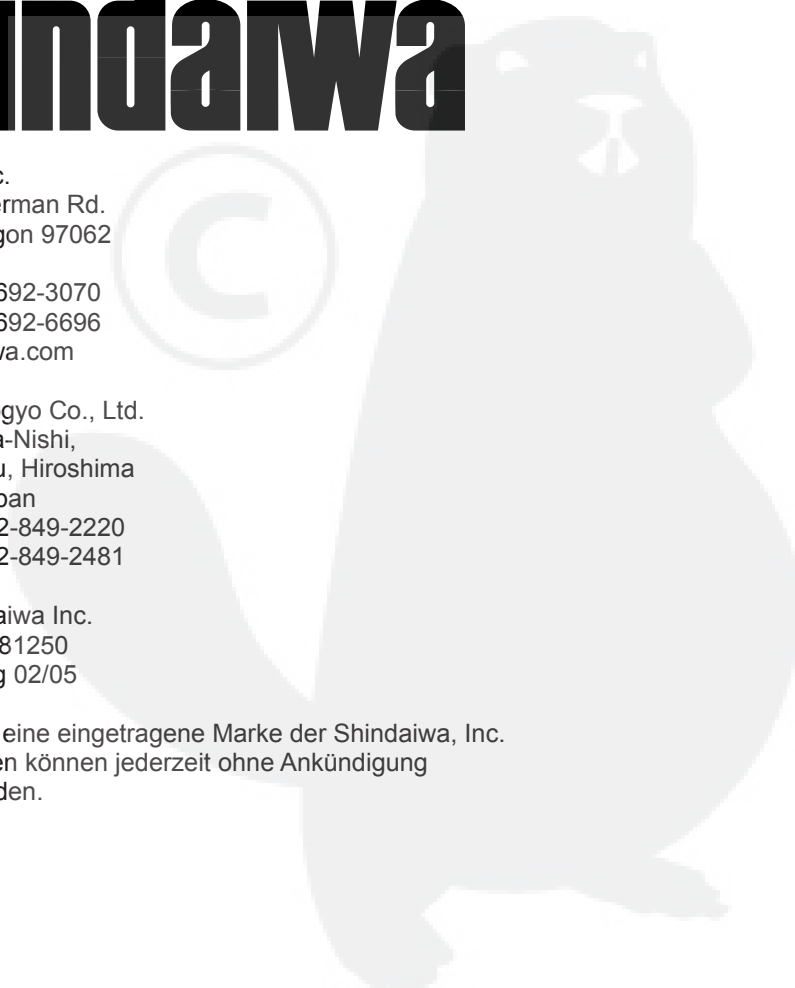 indaiwa
c.
erman Rd.
gon 97062
692-3070
692-6696
wa.com
gyo Co., Ltd.
a-Nishi,
u, Hiroshima
pan
2-849-2220
2-849-2481
aiwa Inc.
81250
g 02/05
eine eingetragene Marke der Shindaiwa, Inc.
en können jederzeit ohne Ankündigung
den.
©